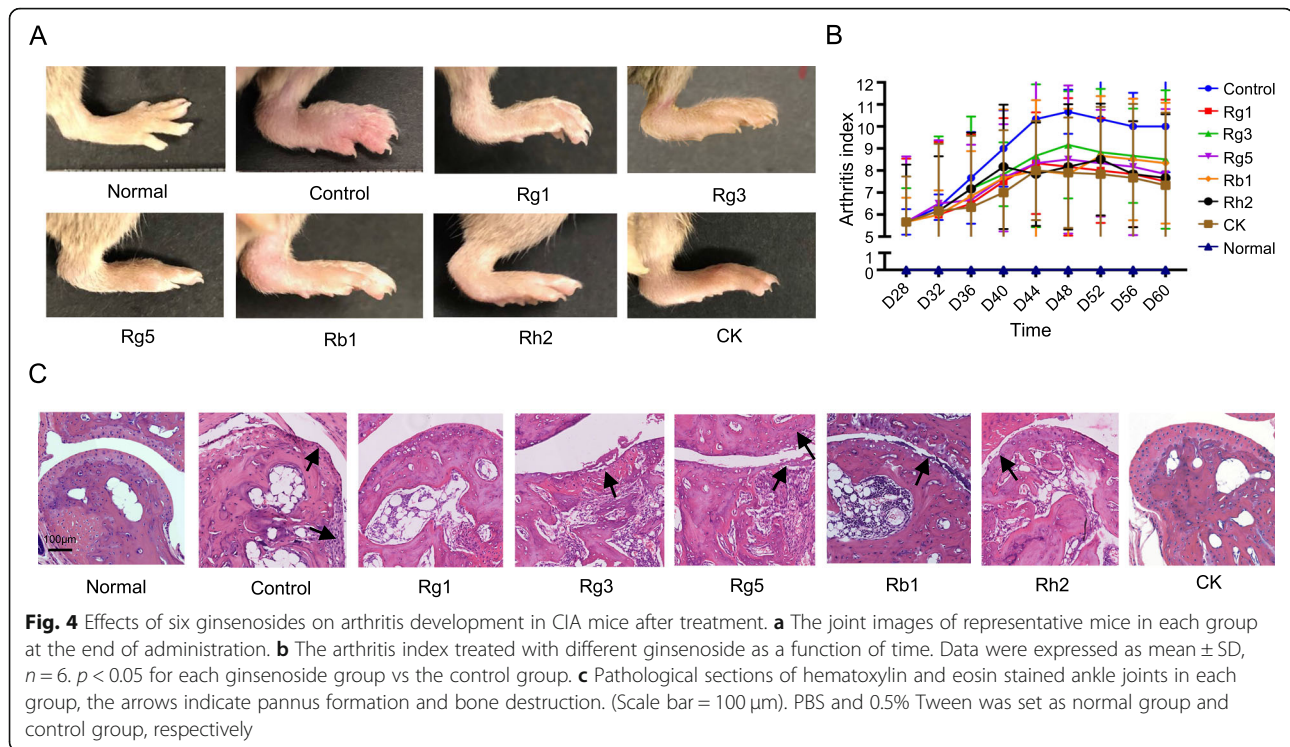 A
Normal
Control
Rg1
Rg3
Rg5
Rb1
Rh2
CK
B
Arthritis index
12
11
10
9
8
7
6
5
1
0
D28
D32
D36
D40
D44
D48
D52
D56
D60
Time
Control
Rg1
Rg3
Rg5
Rb1
Rh2
CK
Normal
C
100μm
Normal
Control
Rg1
Rg3
Rg5
Rb1
Rh2
CK
Fig. 4 Effects of six ginsenosides on arthritis development in CIA mice after treatment. a The joint images of representative mice in each group
at the end of administration. b The arthritis index treated with different ginsenoside as a function of time. Data were expressed as mean ± SD,
n = 6. p < 0.05 for each ginsenoside group vs the control group. c Pathological sections of hematoxylin and eosin stained ankle joints in each
group, the arrows indicate pannus formation and bone destruction. (Scale bar = 100 μm). PBS and 0.5% Tween was set as normal group and
control group, respectively